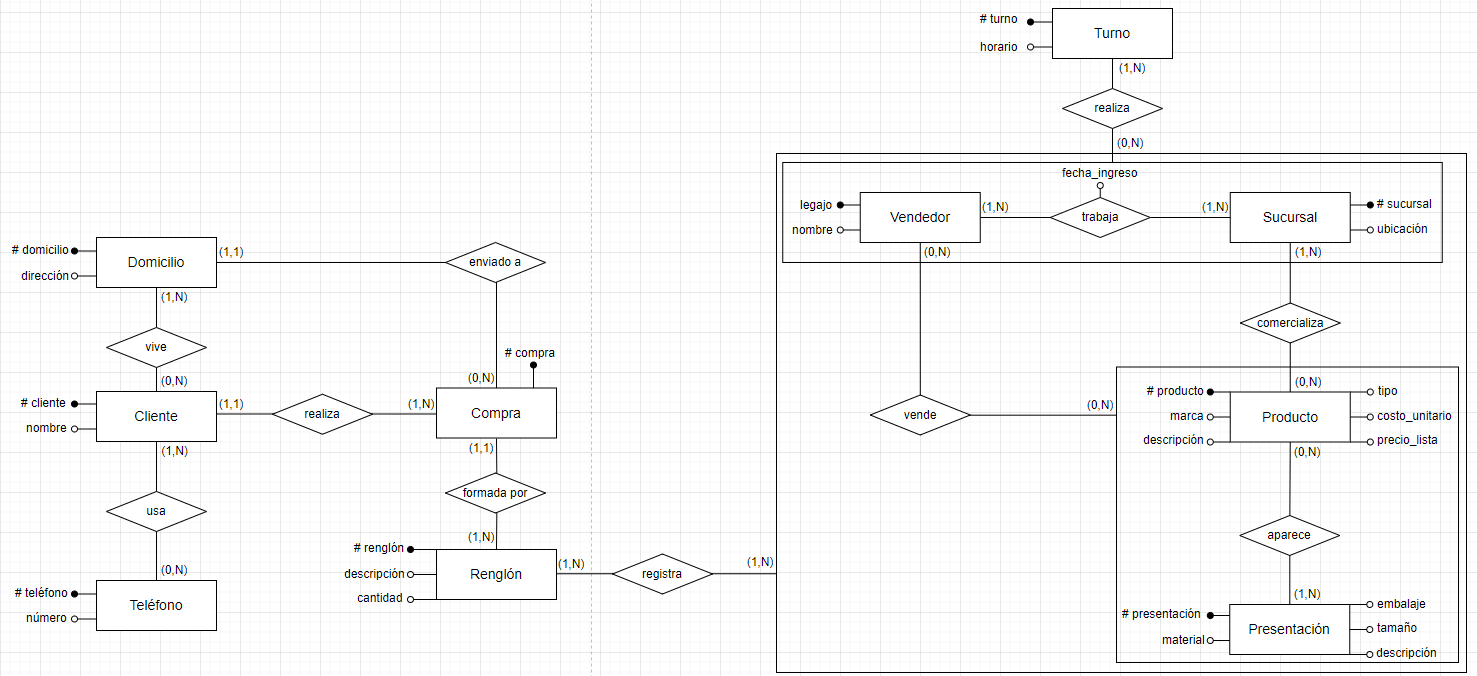 # turno
Turno
horario
(1,N)
realiza
(0,N)
fecha_ingreso
legajo
Vendedor
nombre
(1,N)
trabaja
(1,N)
Sucursal
# sucursal
ubicación
(0,N)
(1,N)
# domicilio
Domicilio
dirección
(1,1)
enviado a
(1,N)
vive
(0,N)
comercializa
# compra
(0,N)
# cliente
Cliente
nombre
(1,1)
realiza
(1,N)
Compra
(0,N)
# producto
Producto
tipo
marca
costo_unitario
descripción
precio_lista
vende
(0,N)
(1,N)
(1,1)
(0,N)
usa
formada por
aparece
(1,N)
# renglón
Renglón
descripción
cantidad
(1,N)
registra
(1,N)
(0,N)
(1,N)
# teléfono
Teléfono
número
# presentación
Presentación
embalaje
material
tamaño
descripción